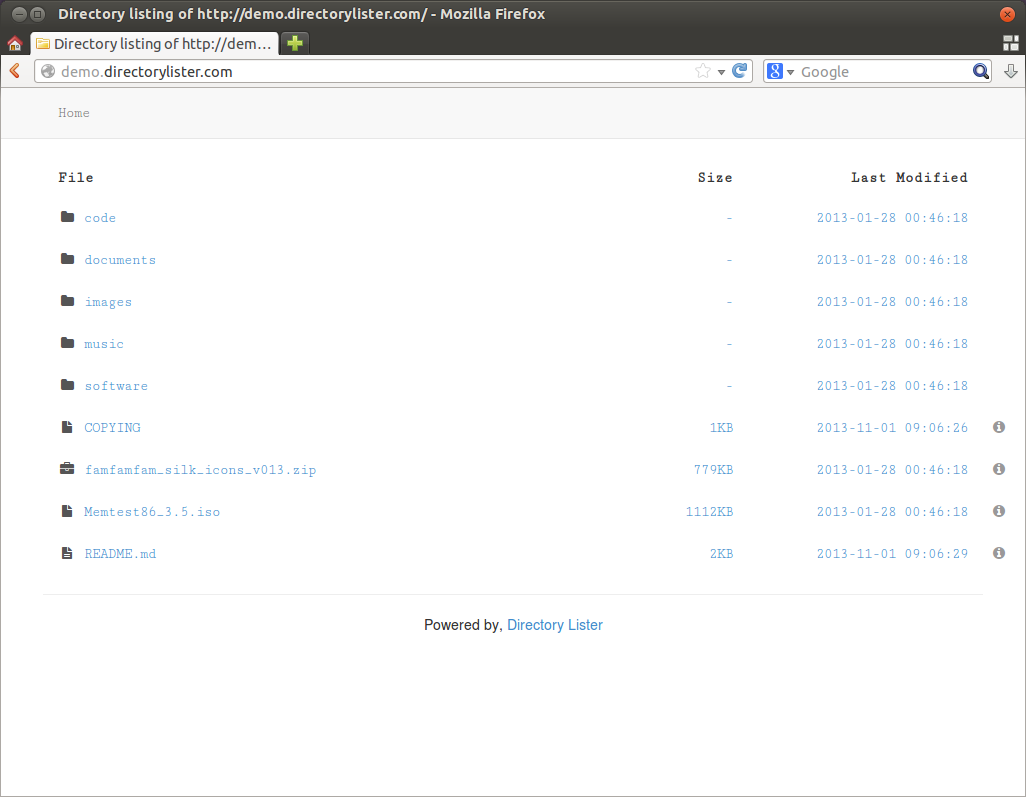 Directory listing of http://demo.directorylister.com/ - Mozilla Firefox
Directory listing of http://dem...
demo.directorylister.com
Google
Home
File Size Last Modified
code - 2013-01-28 00:46:18
documents - 2013-01-28 00:46:18
images - 2013-01-28 00:46:18
music - 2013-01-28 00:46:18
software - 2013-01-28 00:46:18
COPYING 1KB 2013-11-01 09:06:26
famfamfam_silk_icons_v013.zip 779KB 2013-01-28 00:46:18
Memtest86_3.5.iso 1112KB 2013-01-28 00:46:18
README.md 2KB 2013-11-01 09:06:29
Powered by, Directory Lister